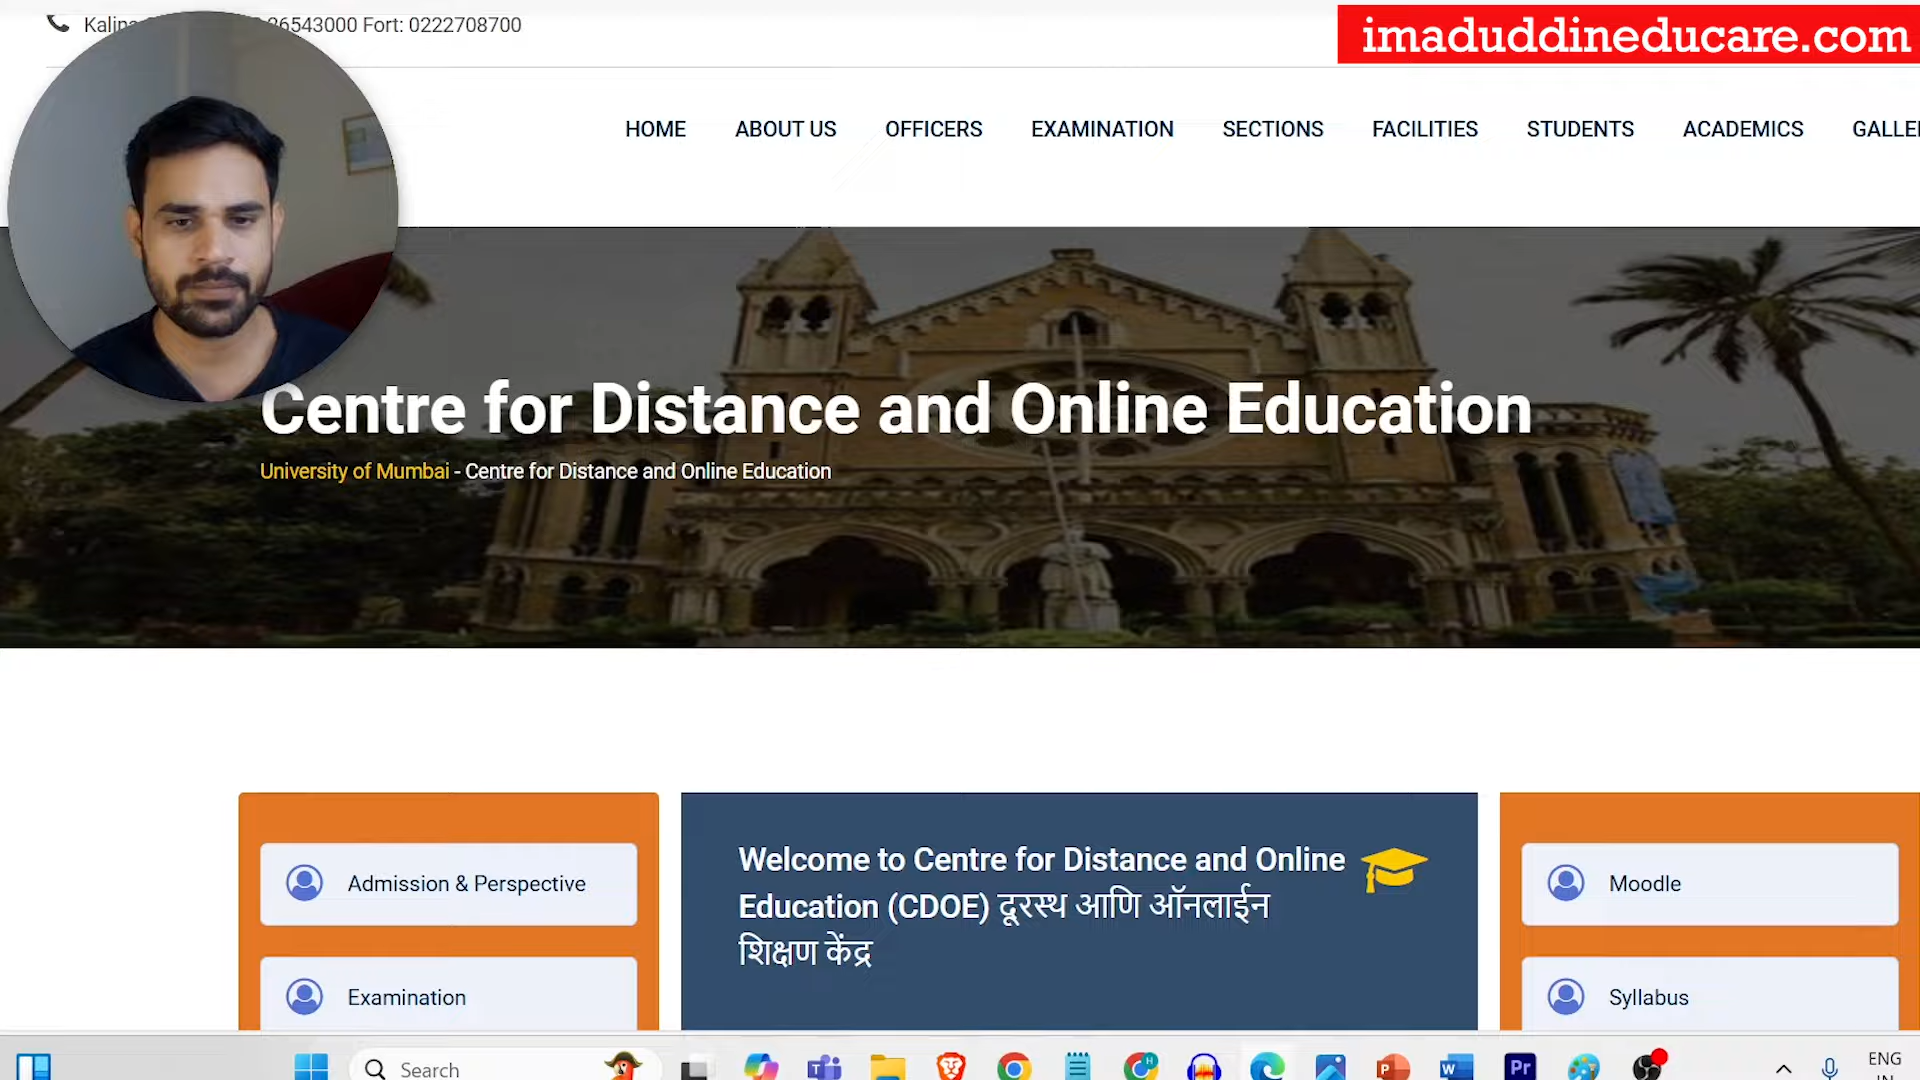 26543000 Fort: 0222708700
imaduddineducare.com
HOME ABOUT US OFFICERS EXAMINATION SECTIONS FACILITIES STUDENTS ACADEMICS
Centre for Distance and Online Education
University of Mumbai - Centre for Distance and Online Education
Admission & Perspective
Examination
Welcome to Centre for Distance and Online
Education (CDOE) दूरस्थ आणि ऑनलाईन
शिक्षण केंद्र
Moodle
Syllabus
Search
ENG